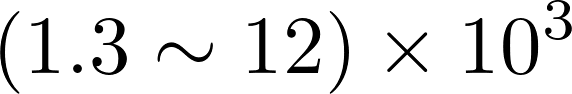 (1.3 ∼ 12) × 10³